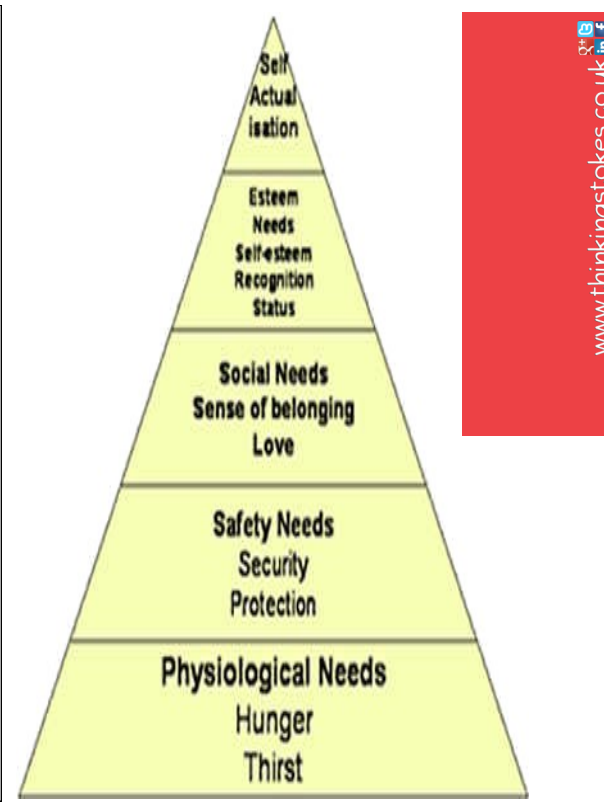 Self
Actual
isation
Esteem
Needs
Self-esteem
Recognition
Status
Social Needs
Sense of belonging
Love
Safety Needs
Security
Protection
Physiological Needs
Hunger
Thirst
www.thinkingstokes.co.uk